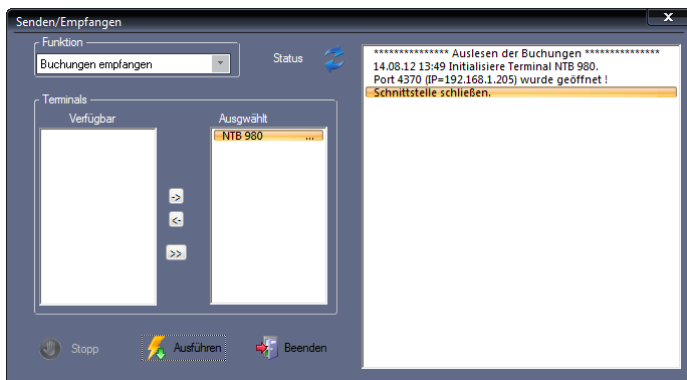 Senden/Empfangen
x
Funktion
Buchungen empfangen
Status
Terminals
Verfügbar
Ausgwählt
NTB 980 ...
->
<-
>>
Stopp
Ausführen
Beenden
*************** Auslesen der Buchungen ***************
14.08.12 13:49 Initialisiere Terminal NTB 980.
Port 4370 (IP=192.168.1.205) wurde geöffnet !
Schnittstelle schließen.